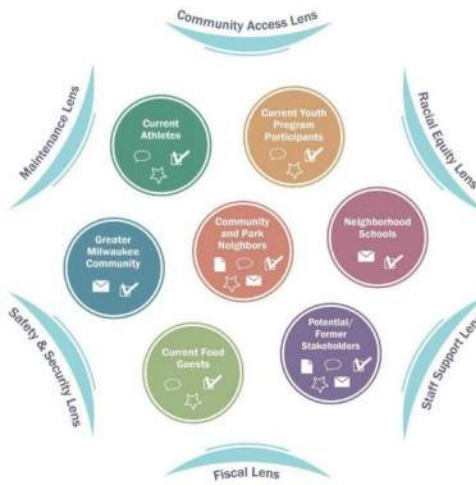 Community Access Lens
Maintenance Lens
Racial Equity Lens
Current
Athletes
Current Youth
Program
Participants
Greater
Milwaukee
Community
Community
and Park
Neighbors
Neighborhood
Schools
Current Food
Guests
Potential/
Former
Stakeholders
Safety & Security Lens
Staff Support Lens
Fiscal Lens